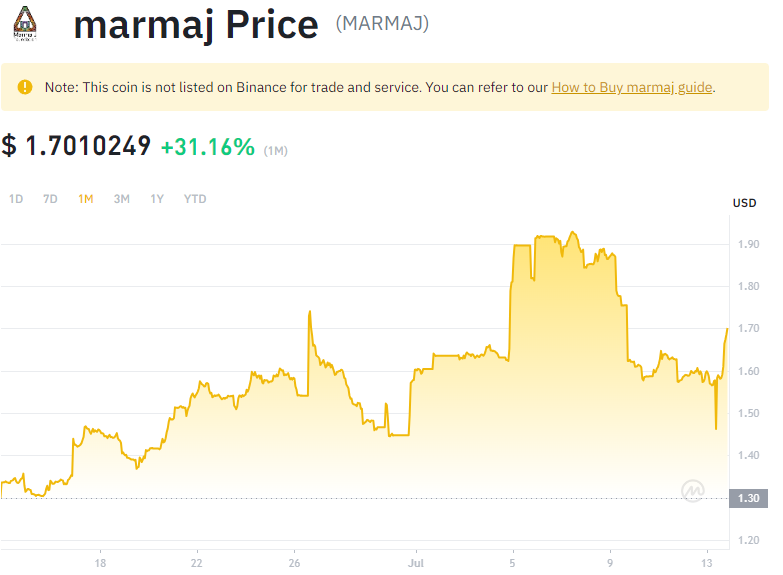 marmaj Price (MARMAJ)
Note: This coin is not listed on Binance for trade and service. You can refer to our How to Buy marmaj guide.
$ 1.7010249 +31.16% (1M)
1D 7D 1M 3M 1Y YTD
USD
1.90
1.80
1.70
1.60
1.50
1.40
1.30
1.20
18 22 26 Jul 5 9 13